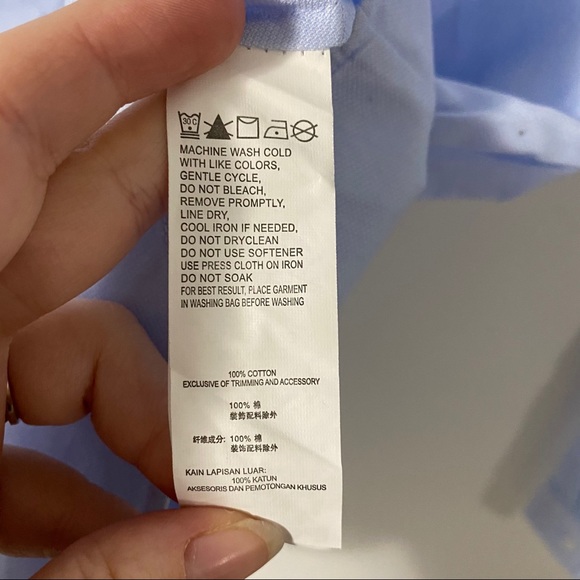 30 C
MACHINE WASH COLD
WITH LIKE COLORS,
GENTLE CYCLE,
DO NOT BLEACH,
REMOVE PROMPTLY,
LINE DRY,
COOL IRON IF NEEDED,
DO NOT DRYCLEAN
DO NOT USE SOFTENER
USE PRESS CLOTH ON IRON
DO NOT SOAK
FOR BEST RESULT, PLACE GARMENT
IN WASHING BAG BEFORE WASHING
100% COTTON
EXCLUSIVE OF TRIMMING AND ACCESSORY
100% 棉
裝飾配料除外
纤维成分: 100% 棉
装饰配料除外
KAIN LAPISAN LUAR:
100% KATUN
AKSESORIS DAN PEMOTONGAN KHUSUS